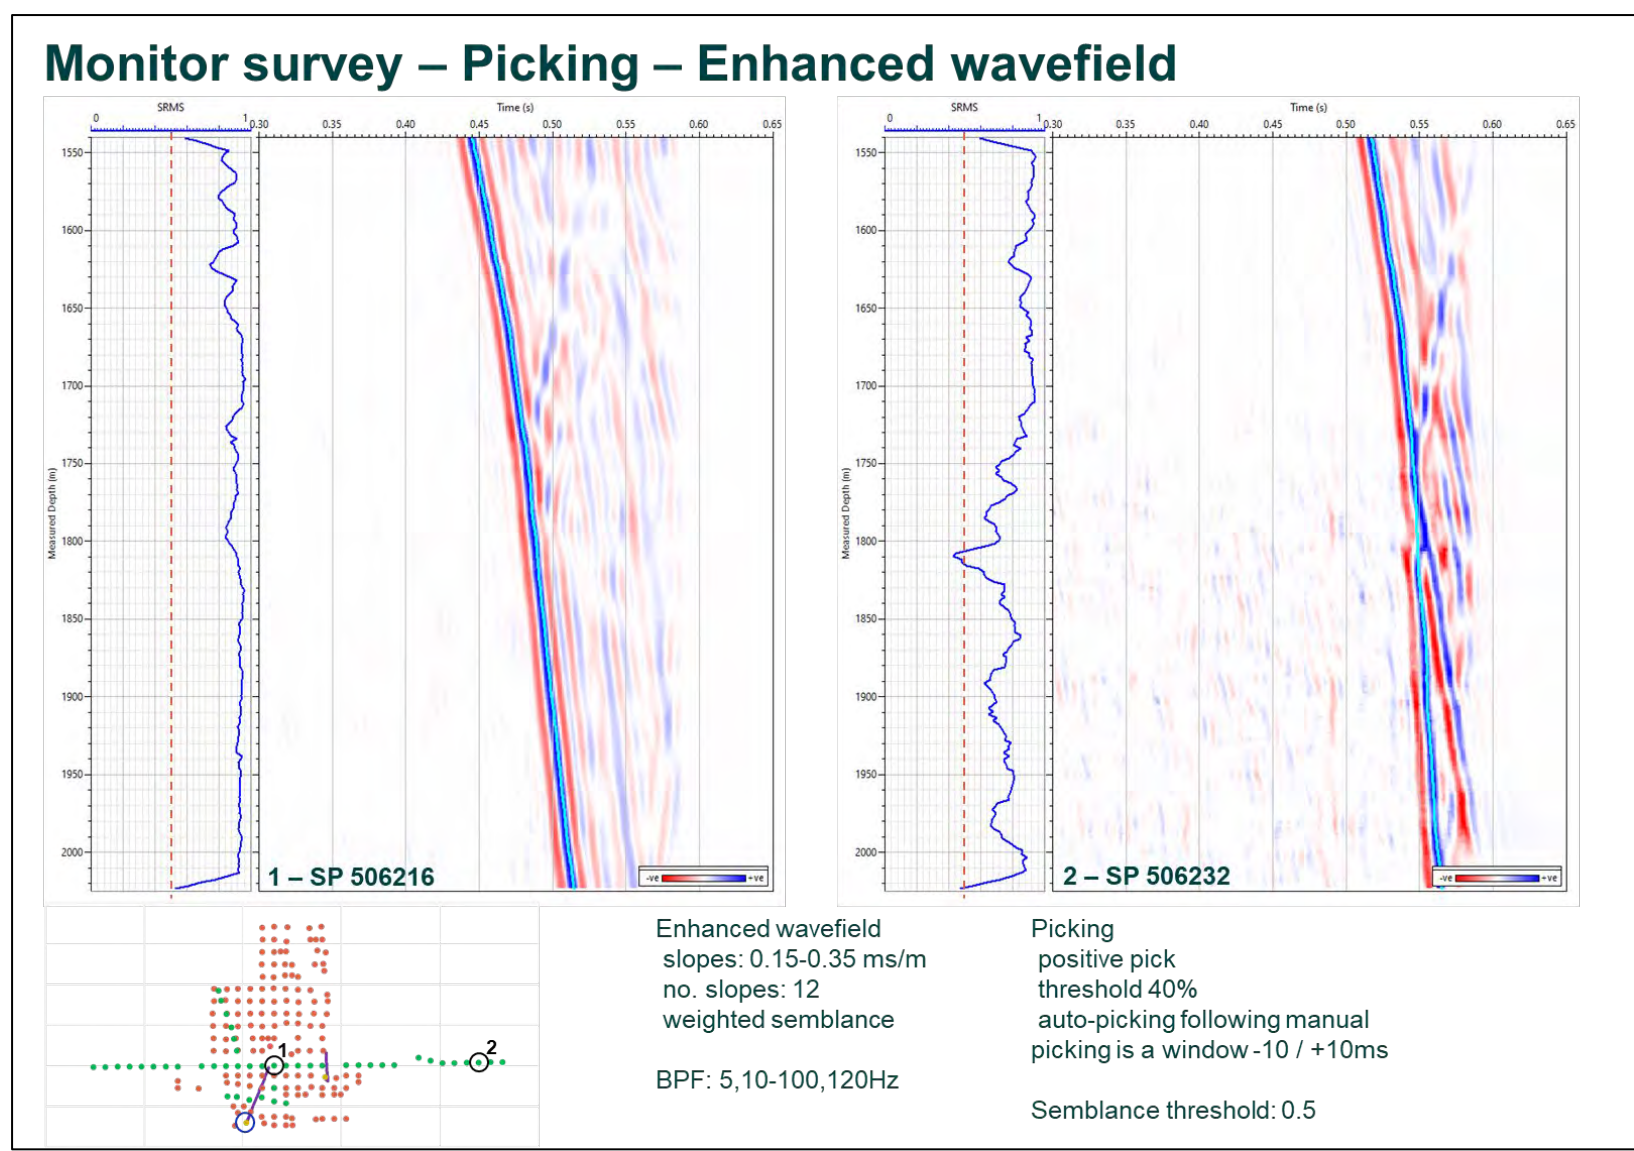 Monitor survey – Picking – Enhanced wavefield
SRMS
Time (s)
0
1
0.30
0.35
0.40
0.45
0.50
0.55
0.60
0.65
Measured Depth (m)
1550
1600
1650
1700
1750
1800
1850
1900
1950
2000
1 – SP 506216
-ve
+ve
SRMS
Time (s)
0
1
0.30
0.35
0.40
0.45
0.50
0.55
0.60
0.65
Measured Depth (m)
1550
1600
1650
1700
1750
1800
1850
1900
1950
2000
2 – SP 506232
-ve
+ve
1
2
Enhanced wavefield
slopes: 0.15-0.35 ms/m
no. slopes: 12
weighted semblance
BPF: 5,10-100,120Hz
Picking
positive pick
threshold 40%
auto-picking following manual
picking is a window -10 / +10ms
Semblance threshold: 0.5